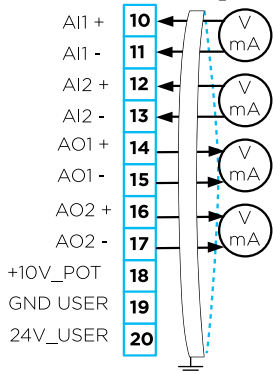 AI1 + 10
V
mA
AI1 - 11
AI2 + 12
V
mA
AI2 - 13
AO1 + 14
V
mA
AO1 - 15
AO2 + 16
V
mA
AO2 - 17
+10V_POT 18
GND USER 19
24V_USER 20